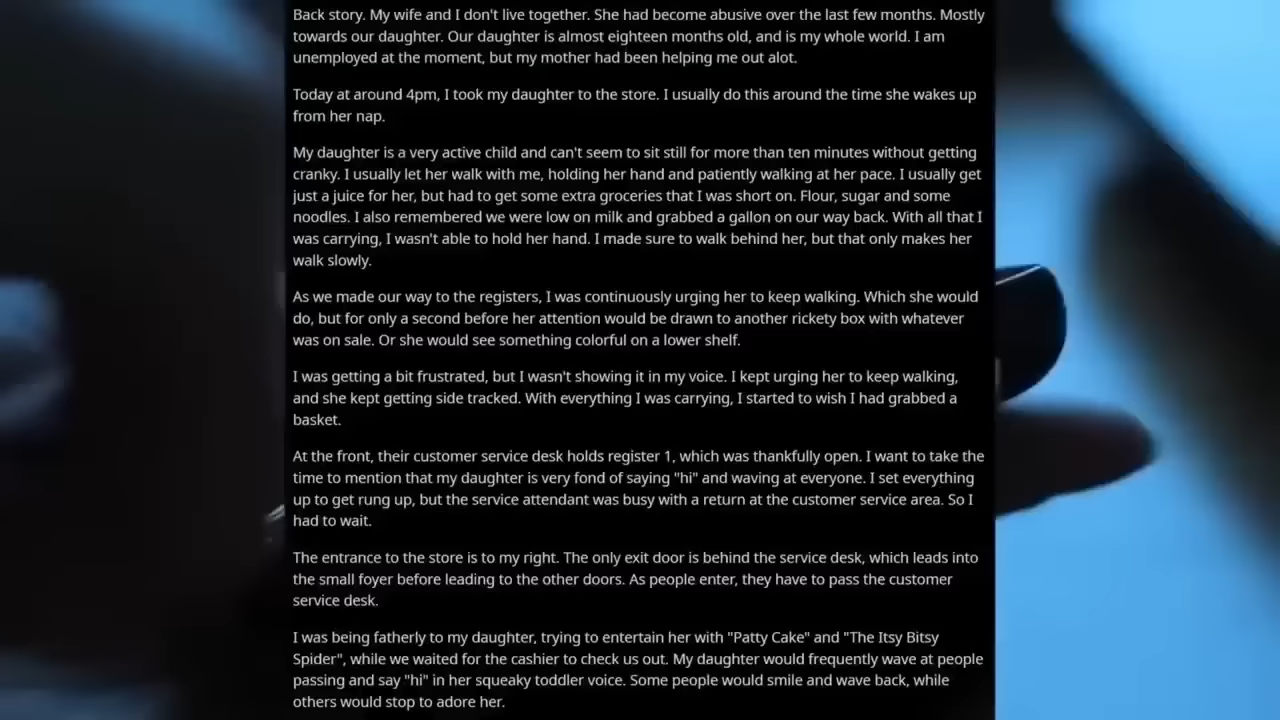 Back story. My wife and I don't live together. She had become abusive over the last few months. Mostly
towards our daughter. Our daughter is almost eighteen months old, and is my whole world. I am
unemployed at the moment, but my mother had been helping me out alot.
Today at around 4pm, I took my daughter to the store. I usually do this around the time she wakes up
from her nap.
My daughter is a very active child and can't seem to sit still for more than ten minutes without getting
cranky. I usually let her walk with me, holding her hand and patiently walking at her pace. I usually get
just a juice for her, but had to get some extra groceries that I was short on. Flour, sugar and some
noodles. I also remembered we were low on milk and grabbed a gallon on our way back. With all that I
was carrying, I wasn't able to hold her hand. I made sure to walk behind her, but that only makes her
walk slowly.
As we made our way to the registers, I was continuously urging her to keep walking. Which she would
do, but for only a second before her attention would be drawn to another rickety box with whatever
was on sale. Or she would see something colorful on a lower shelf.
I was getting a bit frustrated, but I wasn't showing it in my voice. I kept urging her to keep walking,
and she kept getting side tracked. With everything I was carrying, I started to wish I had grabbed a
basket.
At the front, their customer service desk holds register 1, which was thankfully open. I want to take the
time to mention that my daughter is very fond of saying "hi" and waving at everyone. I set everything
up to get rung up, but the service attendant was busy with a return at the customer service area. So I
had to wait.
The entrance to the store is to my right. The only exit door is behind the service desk, which leads into
the small foyer before leading to the other doors. As people enter, they have to pass the customer
service desk.
I was being fatherly to my daughter, trying to entertain her with "Patty Cake" and "The Itsy Bitsy
Spider", while we waited for the cashier to check us out. My daughter would frequently wave at people
passing and say "hi" in her squeaky toddler voice. Some people would smile and wave back, while
others would stop to adore her.